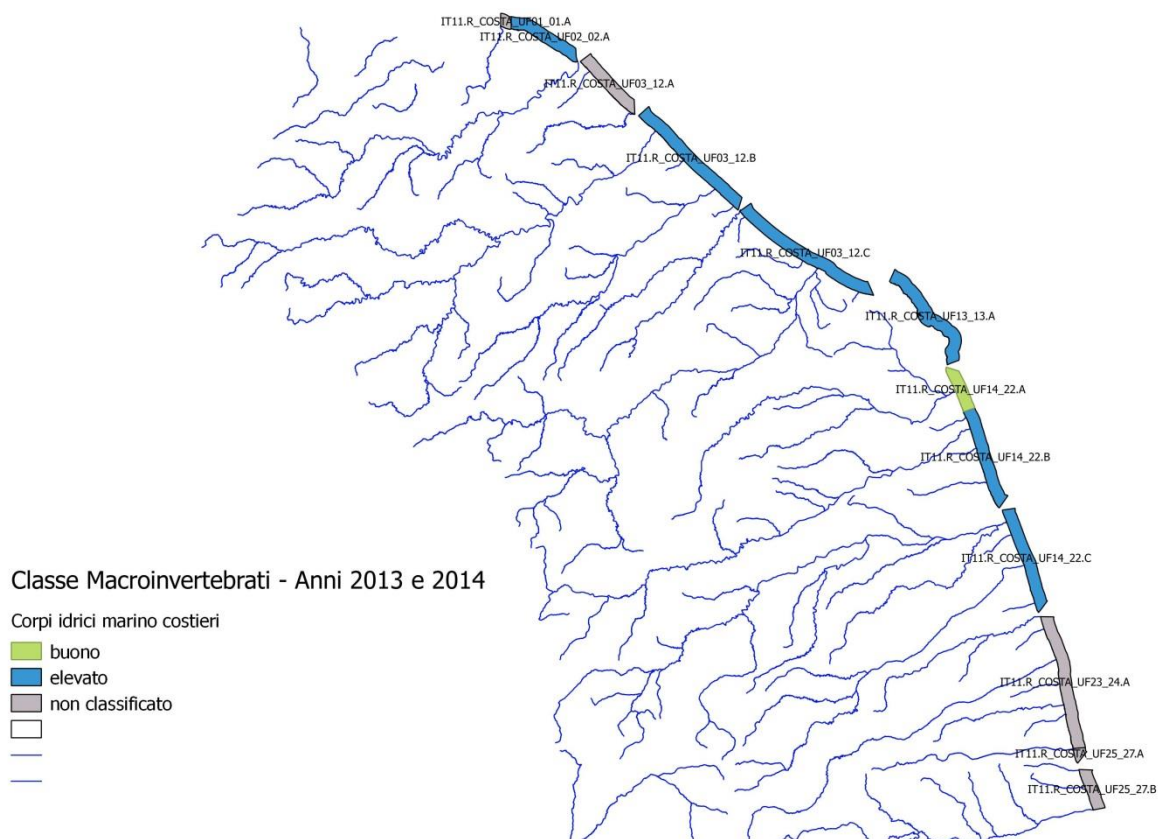 IT11.R_COSTA_UF01_01.A
IT11.R_COSTA_UF02_02.A
IT11.R_COSTA_UF03_12.A
IT11.R_COSTA_UF03_12.B
IT11.R_COSTA_UF03_12.C
IT11.R_COSTA_UF13_13.A
IT11.R_COSTA_UF14_22.A
IT11.R_COSTA_UF14_22.B
IT11.R_COSTA_UF14_22.C
IT11.R_COSTA_UF23_24.A
IT11.R_COSTA_UF25_27.A
IT11.R_COSTA_UF25_27.B
Classe Macroinvertebrati - Anni 2013 e 2014
Corpi idrici marino costieri
buono
elevato
non classificato